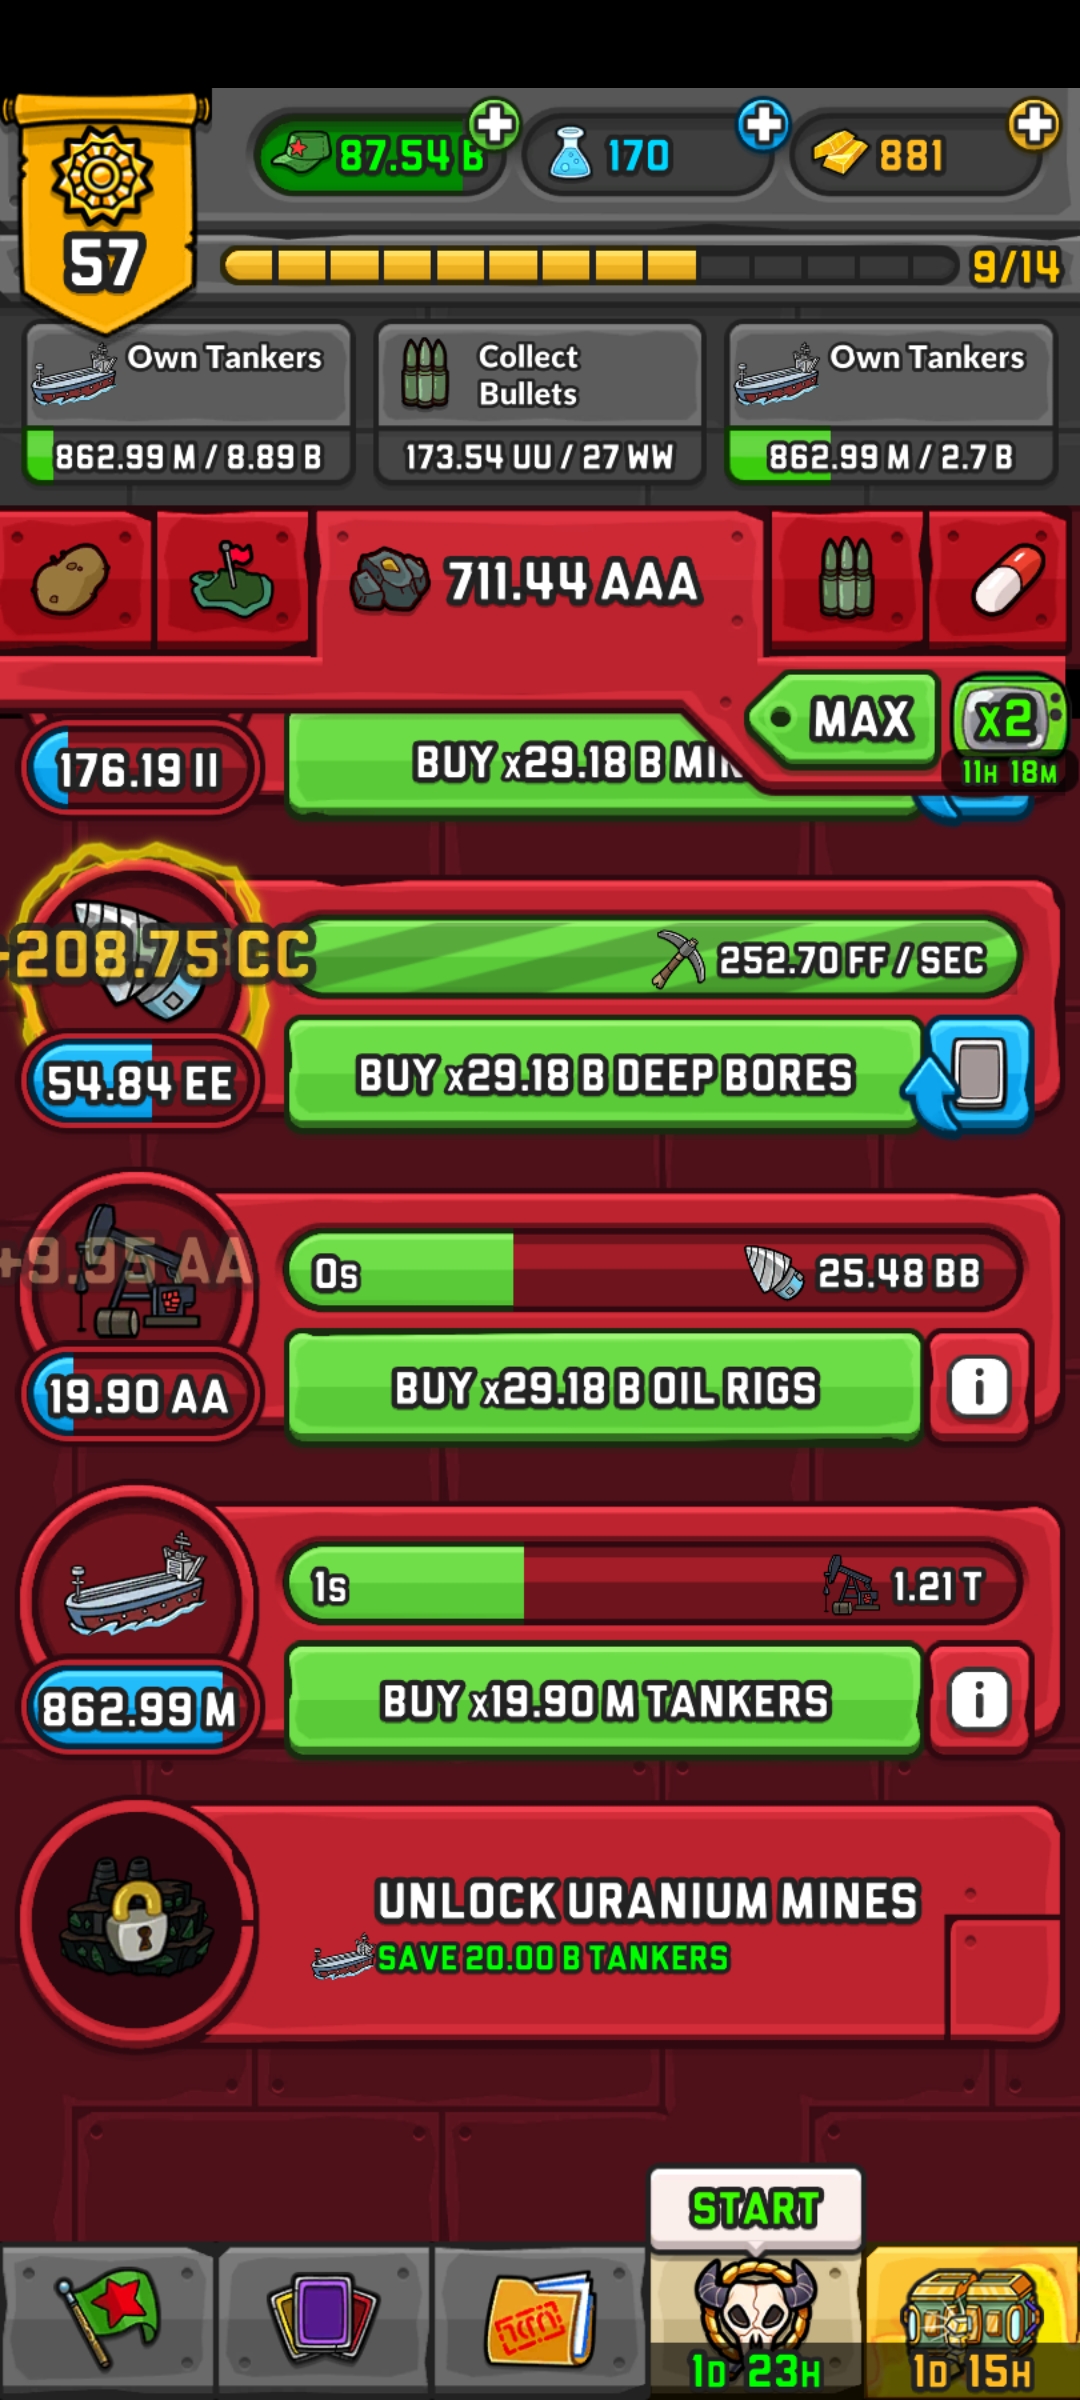 87.54 B
170
881
57
9/14
Own Tankers
862.99 M / 8.89 B
Collect
Bullets
173.54 UU / 27 WW
Own Tankers
862.99 M / 2.7 B
711.44 AAA
MAX
x2
11H 18M
176.19 II
BUY x29.18 B
208.75 CC
252.70 FF / SEC
54.84 EE
BUY x29.18 B DEEP BORES
+9.95 AA
0s
25.48 BB
19.90 AA
BUY x29.18 B OIL RIGS
i
1s
1.21 T
862.99 M
BUY x19.90 M TANKERS
i
UNLOCK URANIUM MINES
SAVE 20.00 B TANKERS
START
1D 23H
1D 15H